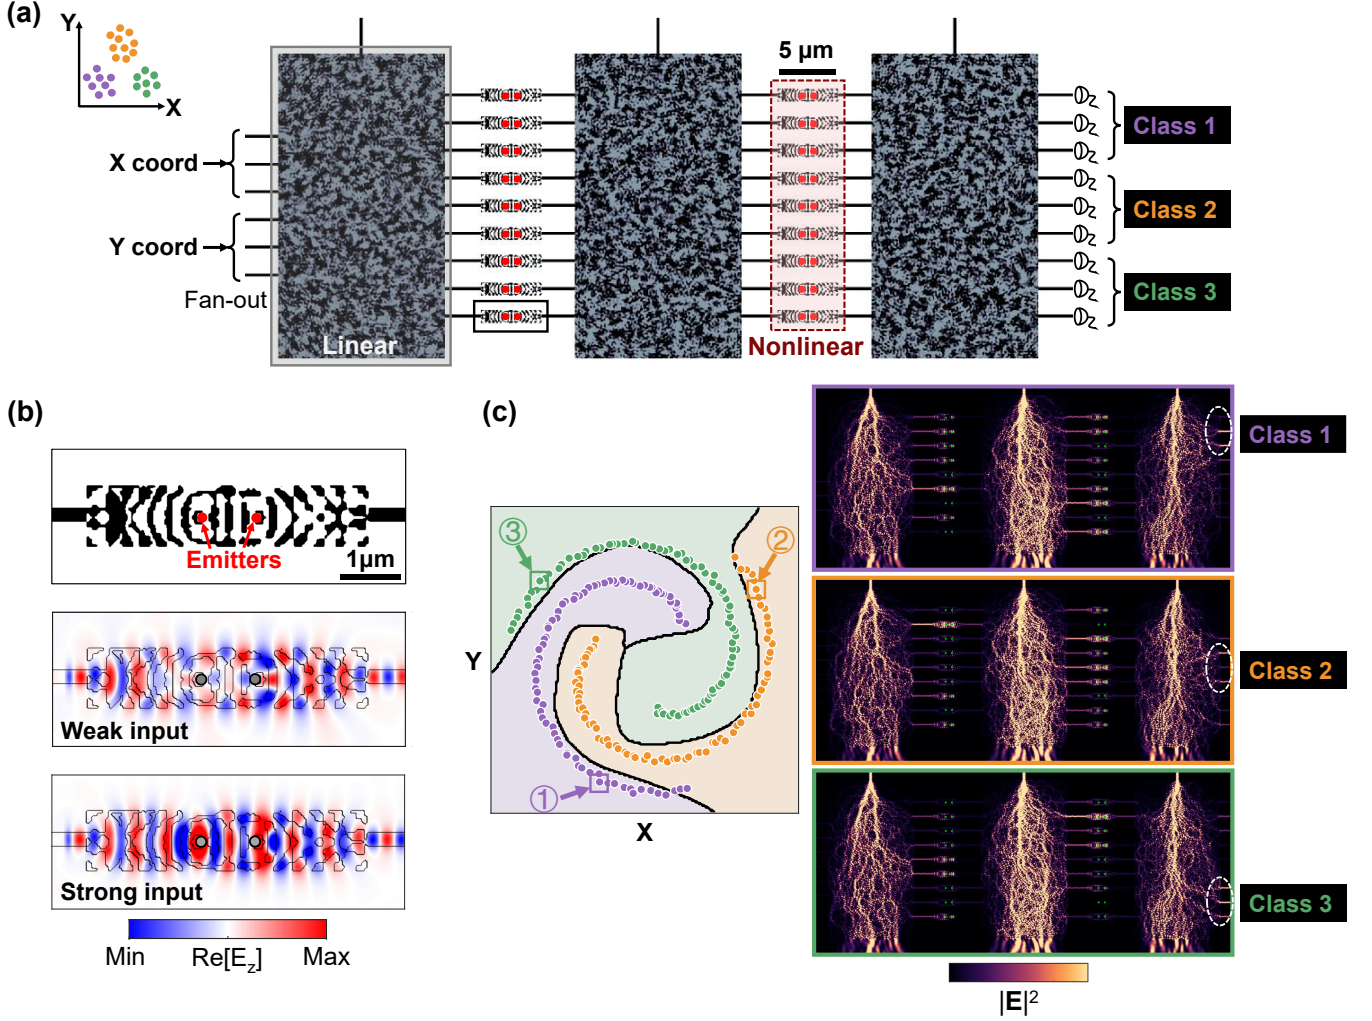 (a)
Y
X
5 µm
X coord
Y coord
Fan-out
Linear
Nonlinear
Class 1
Class 2
Class 3
(b)
Emitters
1µm
Weak input
Strong input
Min
Re[E_z]
Max
(c)
③
②
①
Y
X
Class 1
Class 2
Class 3
|E|²